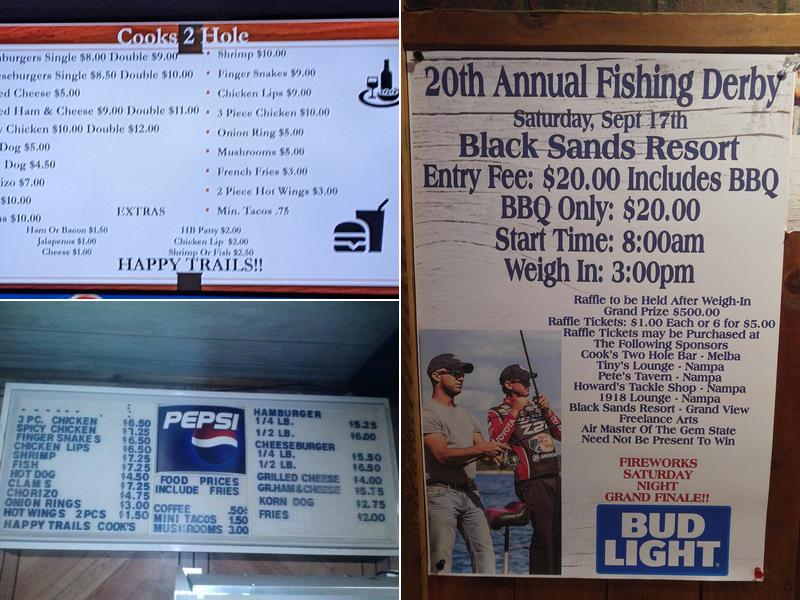 Cooks 2 Hole
Single $8.00 Double $9.00
Single $8.50 Double $10.00
Cheese $5.00
Ham & Cheese $9.00 Double $11.00
Chicken $10.00 Double $12.00
Dog $5.00
Dog $4.50
$7.00
$10.00
$10.00
• Shrimp $10.00
• Finger Snakes $9.00
• Chicken Lips $9.00
• 3 Piece Chicken $10.00
• Onion Ring $5.00
• Mushrooms $5.00
• French Fries $3.00
• 2 Piece Hot Wings $3.00
• Min. Tacos .75
EXTRAS
Ham Or Bacon $1.50
Jalapenos $1.00
Cheese $1.00
HB Patty $2.00
Chicken Lip $2.00
Shrimp Or Fish $2.50
HAPPY TRAILS!!
3 PC. CHICKEN $6.50
SPICY CHICKEN $7.25
FINGER SNAKES $6.50
CHICKEN LIPS $6.50
SHRIMP $7.25
FISH $7.25
HOT DOG $4.50
CLAMS $7.25
CHORIZO $4.75
ONION RINGS $3.00
HOT WINGS 2PCS $1.50
HAPPY TRAILS COOK'S
PEPSI
FOOD PRICES
INCLUDE FRIES
COFFEE .50¢
MINI TACOS 1.50
MUSHROOMS 3.00
HAMBURGER
1/4 LB. $5.25
1/2 LB. $6.00
CHEESEBURGER
1/4 LB. $5.50
1/2 LB. $6.50
GRILLED CHEESE $4.00
GR.HAM&CHEESE $5.75
KORN DOG $2.75
FRIES $2.00
20th Annual Fishing Derby
Saturday, Sept 17th
Black Sands Resort
Entry Fee: $20.00 Includes BBQ
BBQ Only: $20.00
Start Time: 8:00am
Weigh In: 3:00pm
Raffle to be Held After Weigh-In
Grand Prize $500.00
Raffle Tickets: $1.00 Each or 6 for $5.00
Raffle Tickets may be Purchased at
The Following Sponsors
Cook's Two Hole Bar - Melba
Tiny's Lounge - Nampa
Pete's Tavern - Nampa
Howard's Tackle Shop - Nampa
1918 Lounge - Nampa
Black Sands Resort - Grand View
Freelance Arts
Air Master Of The Gem State
Need Not Be Present To Win
FIREWORKS
SATURDAY
NIGHT
GRAND FINALE!!
BUD
LIGHT